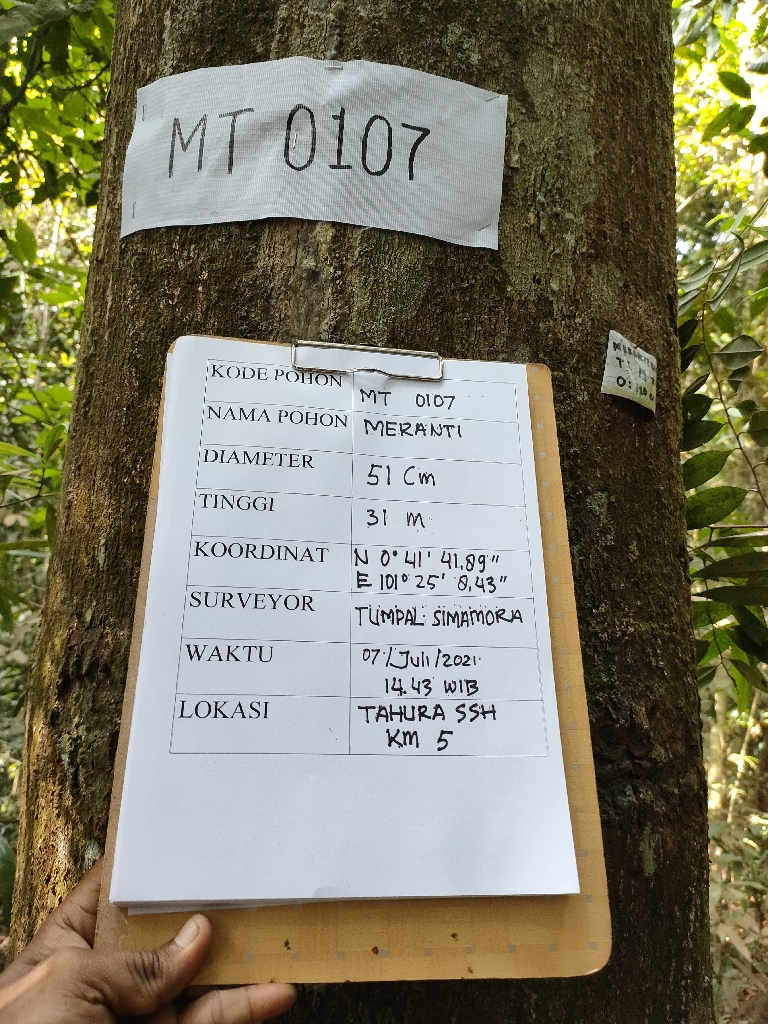 MT 0107
KODE POHON
MT 0107
NAMA POHON
MERANTI
DIAMETER
51 Cm
TINGGI
31 m
KOORDINAT
N 0° 41' 41,89"
E 101° 25' 8,43"
SURVEYOR
TUMPAL SIMAMORA
WAKTU
07/Juli/2021
14.43 WIB
LOKASI
TAHURA SSH
KM 5